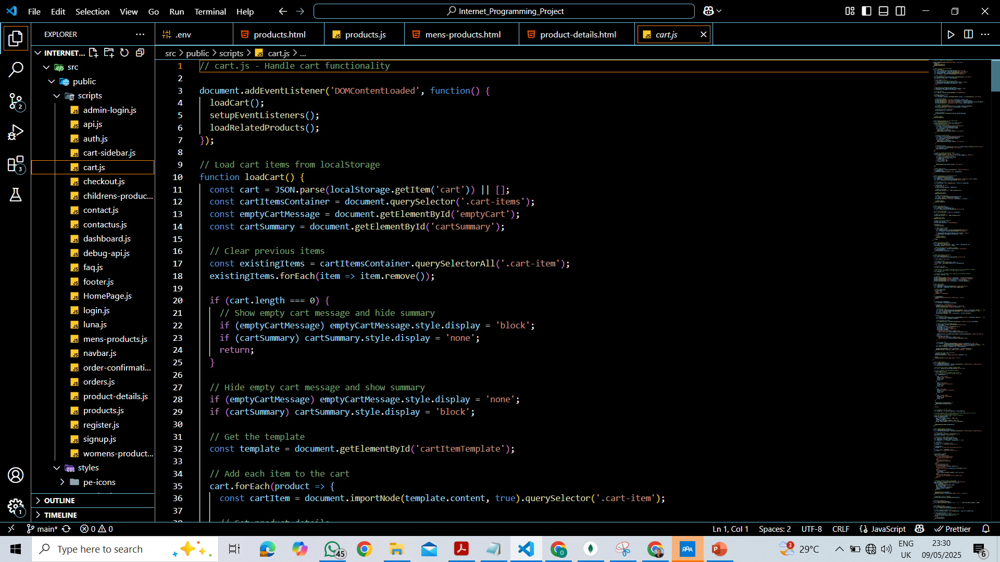 File Edit Selection View Go Run Terminal Help
Internet_Programming_Project
EXPLORER
.env
products.html
products.js
mens-products.html
product-details.html
cart.js
INTERNET...
src > public > scripts > cart.js > ...
src
public
scripts
admin-login.js
api.js
auth.js
cart-sidebar.js
cart.js
checkout.js
childrens-produc...
contact.js
contactus.js
dashboard.js
debug-api.js
faq.js
footer.js
HomePage.js
login.js
luna.js
mens-products.js
navbar.js
order-confirmati...
orders.js
product-details.js
products.js
register.js
signup.js
womens-product...
styles
pe-icons
OUTLINE
TIMELINE
2
3
1
1 // cart.js - Handle cart functionality
2
3 document.addEventListener('DOMContentLoaded', function() {
4 loadCart();
5 setupEventListeners();
6 loadRelatedProducts();
7 });
8
9 // Load cart items from localStorage
10 function loadCart() {
11 const cart = JSON.parse(localStorage.getItem('cart')) || [];
12 const cartItemsContainer = document.querySelector('.cart-items');
13 const emptyCartMessage = document.getElementById('emptyCart');
14 const cartSummary = document.getElementById('cartSummary');
15
16 // Clear previous items
17 const existingItems = cartItemsContainer.querySelectorAll('.cart-item');
18 existingItems.forEach(item => item.remove());
19
20 if (cart.length === 0) {
21 // Show empty cart message and hide summary
22 if (emptyCartMessage) emptyCartMessage.style.display = 'block';
23 if (cartSummary) cartSummary.style.display = 'none';
24 return;
25 }
26
27 // Hide empty cart message and show summary
28 if (emptyCartMessage) emptyCartMessage.style.display = 'none';
29 if (cartSummary) cartSummary.style.display = 'block';
30
31 // Get the template
32 const template = document.getElementById('cartItemTemplate');
33
34 // Add each item to the cart
35 cart.forEach(product => {
36 const cartItem = document.importNode(template.content, true).querySelector('.cart-item');
37
main* 0 0
Ln 1, Col 1 Spaces: 2 UTF-8 CRLF {} JavaScript Prettier
Type here to search
45
3 29°C
ENG
UK
23:30
09/05/2025
6